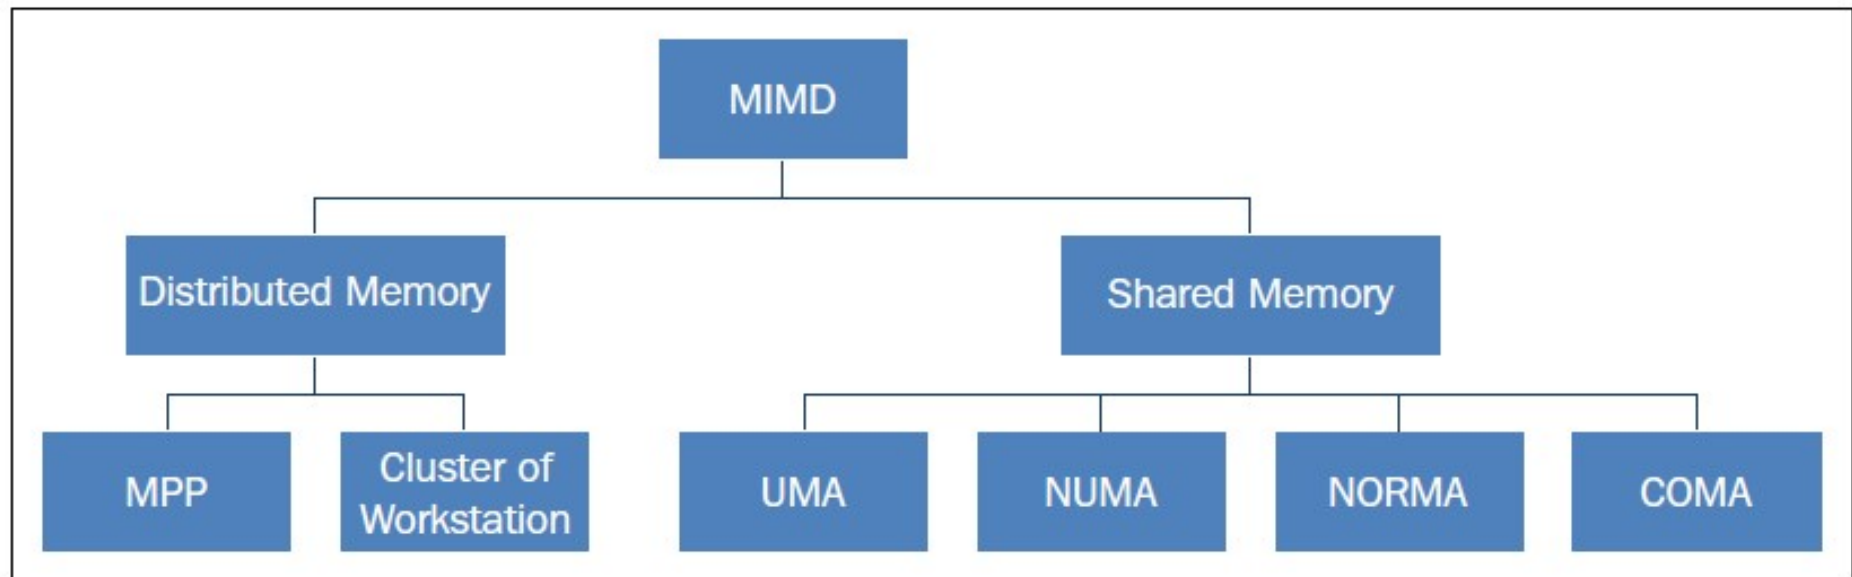 MIMD
Distributed Memory
Shared Memory
MPP
Cluster of
Workstation
UMA
NUMA
NORMA
COMA